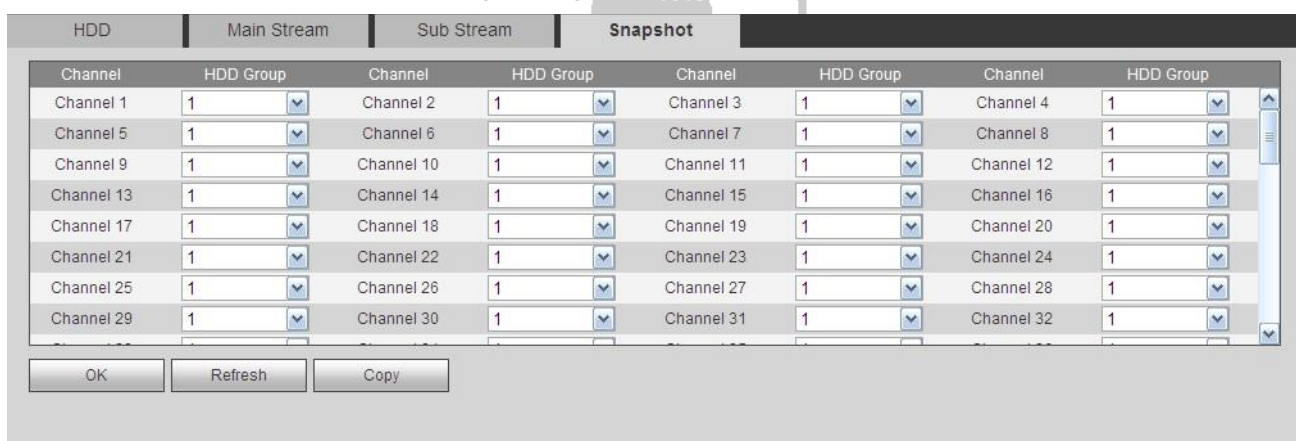 HDD Main Stream Sub Stream Snapshot
Channel HDD Group Channel HDD Group Channel HDD Group Channel HDD Group
Channel 1 1 Channel 2 1 Channel 3 1 Channel 4 1
Channel 5 1 Channel 6 1 Channel 7 1 Channel 8 1
Channel 9 1 Channel 10 1 Channel 11 1 Channel 12 1
Channel 13 1 Channel 14 1 Channel 15 1 Channel 16 1
Channel 17 1 Channel 18 1 Channel 19 1 Channel 20 1
Channel 21 1 Channel 22 1 Channel 23 1 Channel 24 1
Channel 25 1 Channel 26 1 Channel 27 1 Channel 28 1
Channel 29 1 Channel 30 1 Channel 31 1 Channel 32 1
OK Refresh Copy